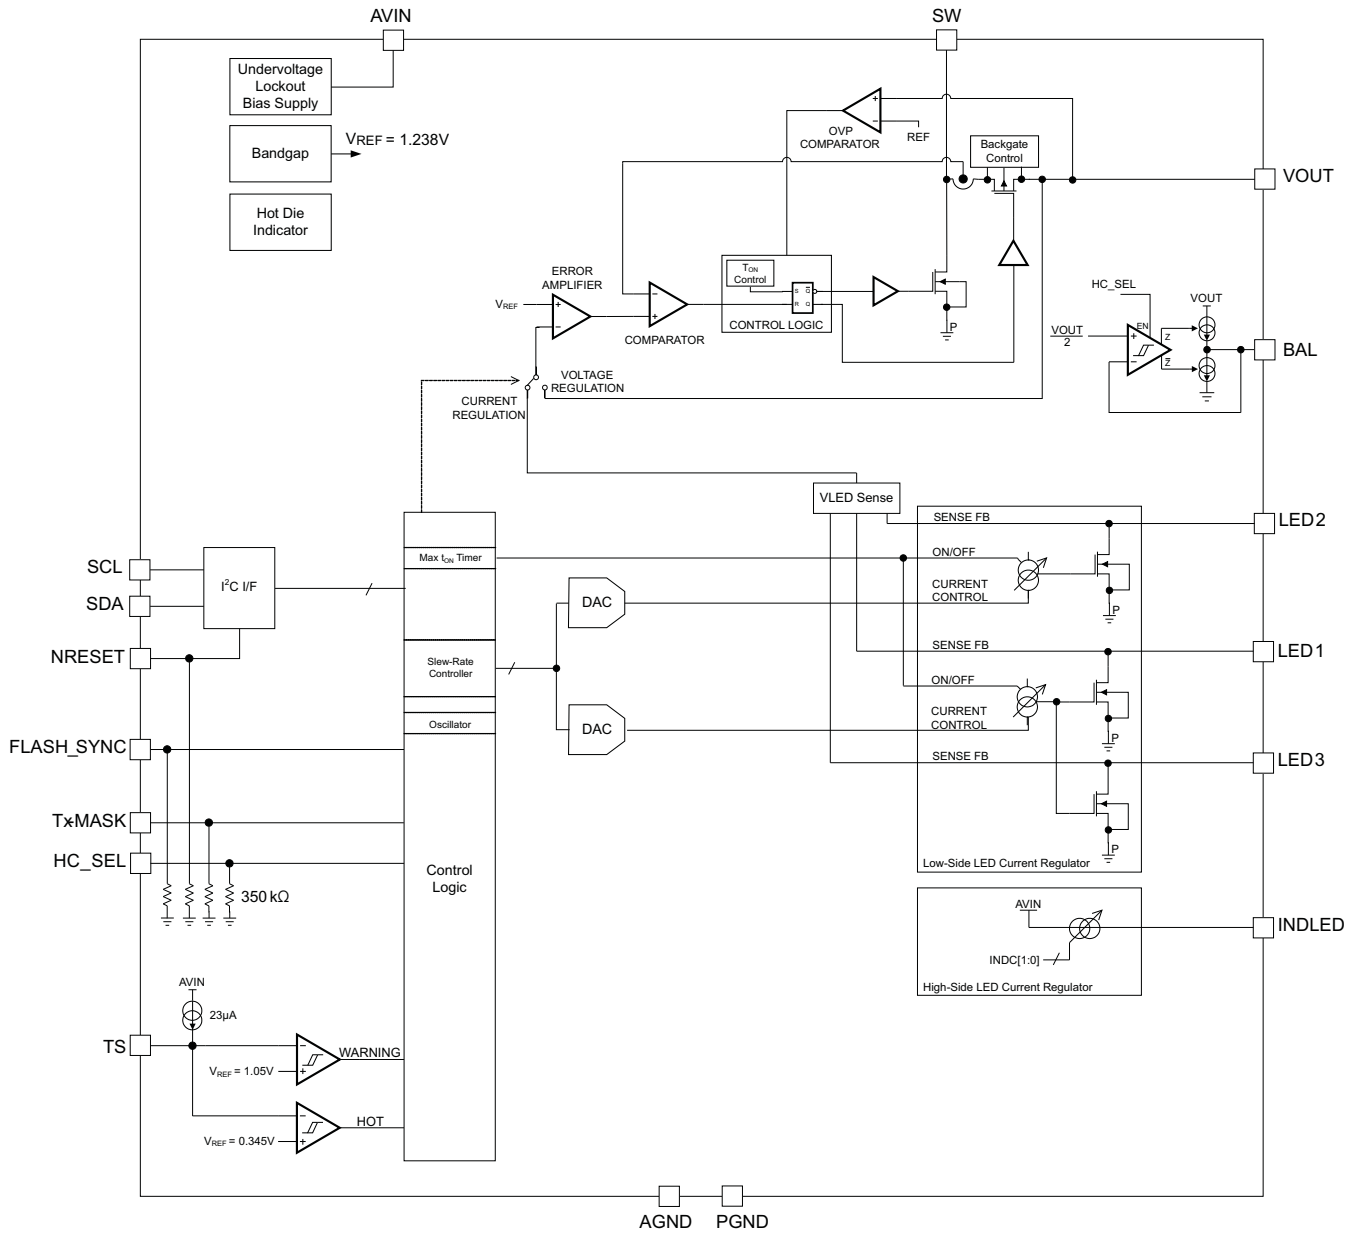 AVIN
SW
Undervoltage
Lockout
Bias Supply
Bandgap
VREF = 1.238V
Hot Die
Indicator
OVP
COMPARATOR
+
−
REF
Backgate
Control
VOUT
TON
Control
S
Q̅
R
Q
CONTROL LOGIC
ERROR
AMPLIFIER
VREF
+
−
−
+
COMPARATOR
P
HC_SEL
VOUT
EN
VOUT
2
+
−
Z
Z̅
BAL
VOLTAGE
REGULATION
CURRENT
REGULATION
VLED Sense
SENSE FB
LED2
Max tON Timer
ON/OFF
CURRENT
CONTROL
P
SCL
SDA
I²C I/F
DAC
NRESET
Slew-Rate
Controller
SENSE FB
LED1
ON/OFF
CURRENT
CONTROL
P
Oscillator
DAC
FLASH_SYNC
SENSE FB
LED3
Tx-MASK
HC_SEL
P
Low-Side LED Current Regulator
350 kΩ
Control
Logic
AVIN
INDC[1:0]
INDLED
High-Side LED Current Regulator
AVIN
23µA
TS
−
+
WARNING
VREF = 1.05V
−
+
HOT
VREF = 0.345V
AGND
PGND